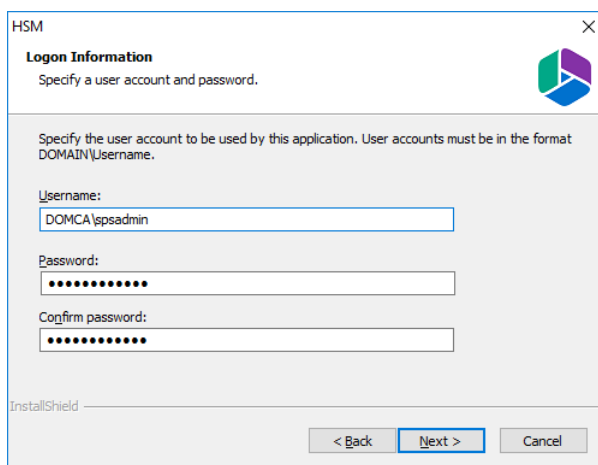 HSM
Logon Information
Specify a user account and password.
Specify the user account to be used by this application. User accounts must be in the format
DOMAIN\Username.
Username:
DOMCA\spsadmin
Password:
●●●●●●●●●●●●
Confirm password:
●●●●●●●●●●●●
InstallShield
< Back
Next >
Cancel